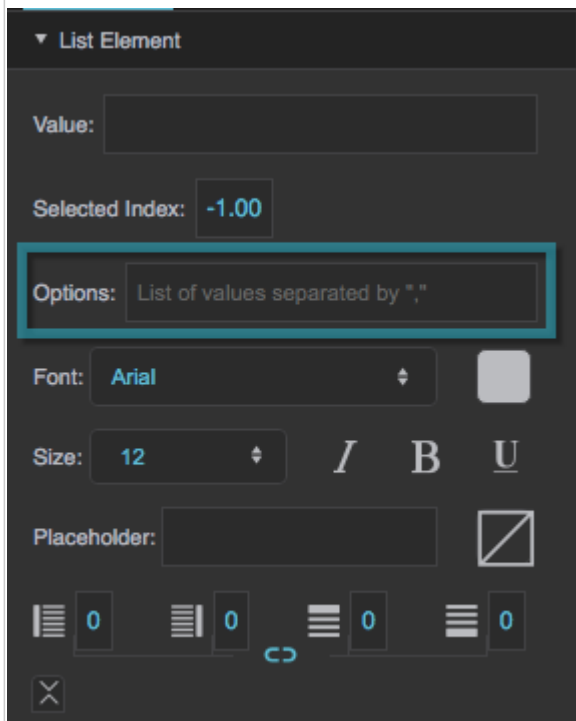 List Element
Value:
Selected Index: -1.00
Options: List of values separated by ","
Font: Arial
Size: 12 I B U
Placeholder:
0 0 0 0